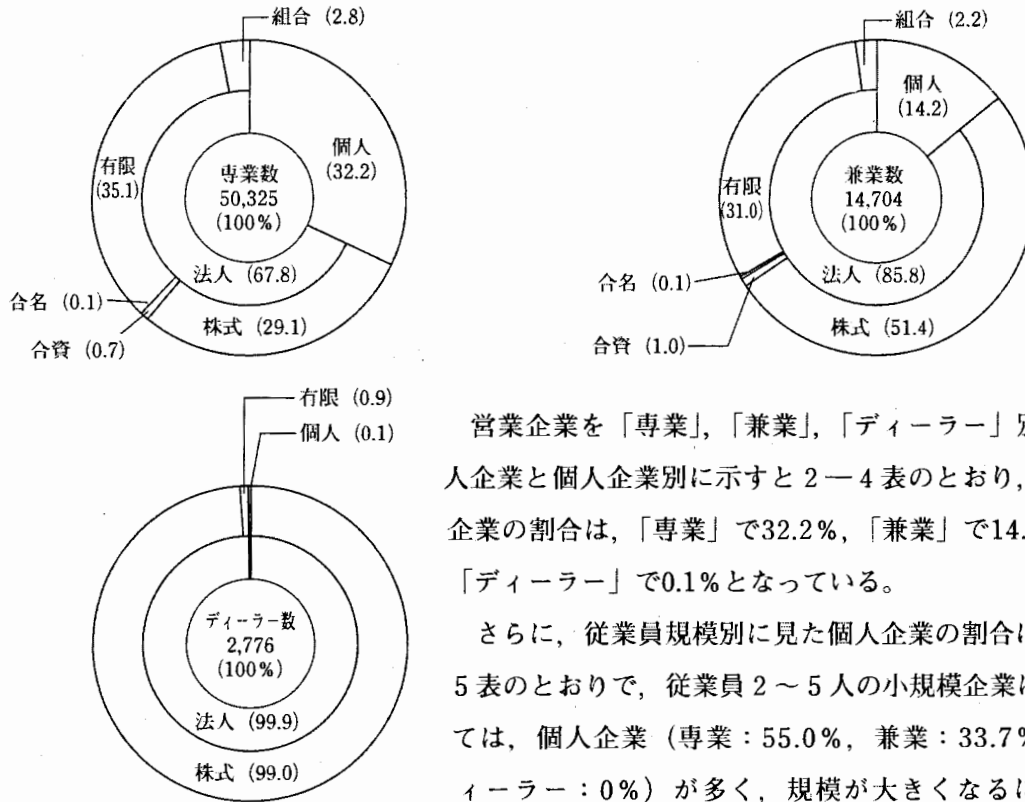 組合 (2.8)
個人
(32.2)
有限
(35.1)
専業数
50,325
(100%)
法人 (67.8)
合名 (0.1)
株式 (29.1)
合資 (0.7)
組合 (2.2)
個人
(14.2)
有限
(31.0)
兼業数
14,704
(100%)
法人 (85.8)
合名 (0.1)
株式 (51.4)
合資 (1.0)
有限 (0.9)
個人 (0.1)
ディーラー数
2,776
(100%)
法人 (99.9)
株式 (99.0)
営業企業を「専業」,「兼業」,「ディーラー」
人企業と個人企業別に示すと2―4表のとおり,
企業の割合は,「専業」で32.2%,「兼業」で14.
「ディーラー」で0.1%となっている。
さらに,従業員規模別に見た個人企業の割合
5表のとおりで,従業員2～5人の小規模企業
ては,個人企業(専業:55.0%,兼業:33.7%
ィーラー:0%)が多く,規模が大きくなる